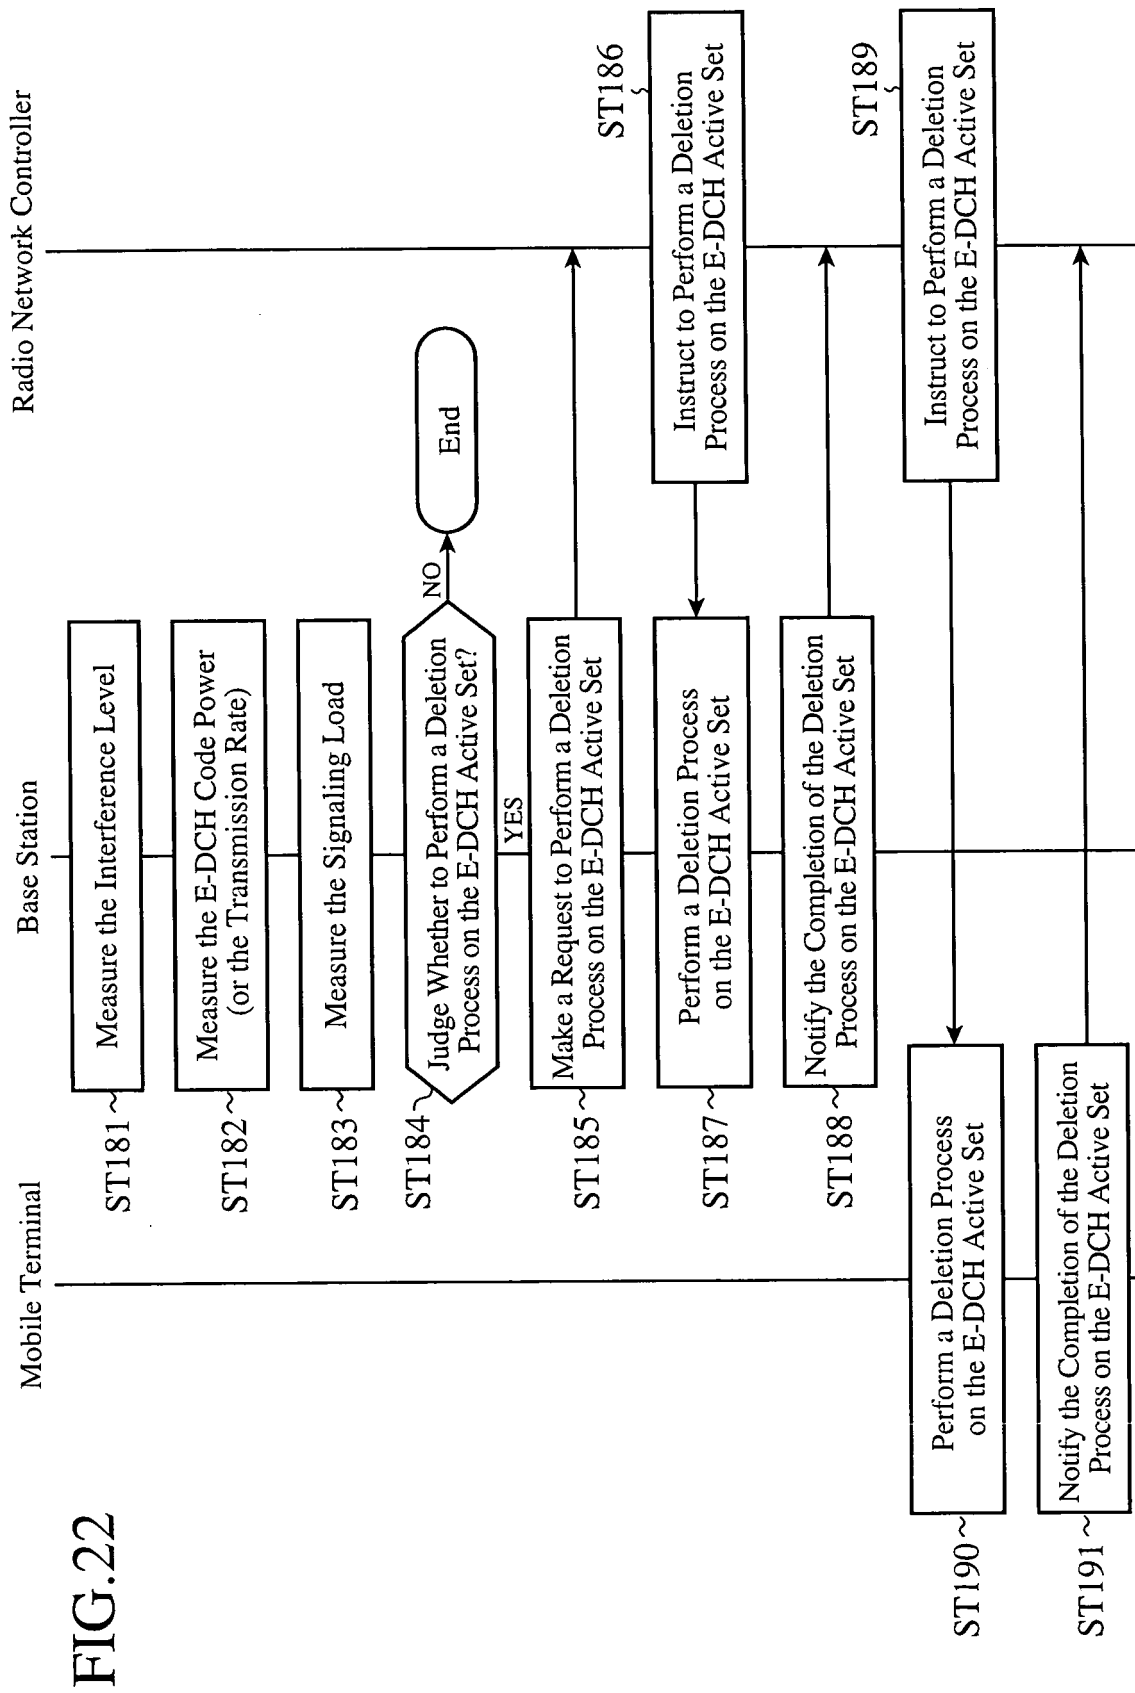 FIG.22
Mobile Terminal
Base Station
Radio Network Controller
ST181
Measure the Interference Level
ST182
Measure the E-DCH Code Power
(or the Transmission Rate)
ST183
Measure the Signaling Load
ST184
Judge Whether to Perform a Deletion
Process on the E-DCH Active Set?
NO
End
YES
ST185
Make a Request to Perform a Deletion
Process on the E-DCH Active Set
ST186
Instruct to Perform a Deletion
Process on the E-DCH Active Set
ST187
Perform a Deletion Process
on the E-DCH Active Set
ST188
Notify the Completion of the Deletion
Process on the E-DCH Active Set
ST189
Instruct to Perform a Deletion
Process on the E-DCH Active Set
ST190
Perform a Deletion Process
on the E-DCH Active Set
ST191
Notify the Completion of the Deletion
Process on the E-DCH Active Set